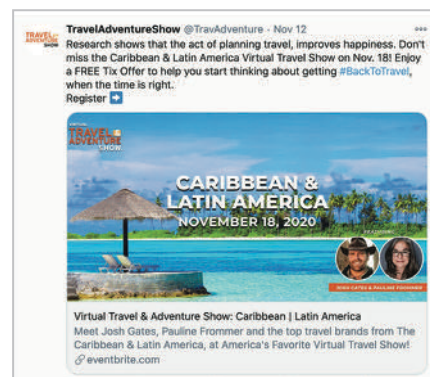 TRAVEL &
ADVENTURE
SHOW
TravelAdventureShow @TravAdventure · Nov 12
Research shows that the act of planning travel, improves happiness. Don't
miss the Caribbean & Latin America Virtual Travel Show on Nov. 18! Enjoy
a FREE Tix Offer to help you start thinking about getting #BackToTravel,
when the time is right.
Register ➡️
VIRTUAL
TRAVEL &
ADVENTURE
SHOW
CARIBBEAN &
LATIN AMERICA
NOVEMBER 18, 2020
FEATURING
JOSH GATES & PAULINE FROMMER
Virtual Travel & Adventure Show: Caribbean | Latin America
Meet Josh Gates, Pauline Frommer and the top travel brands from The
Caribbean & Latin America, at America's Favorite Virtual Travel Show!
eventbrite.com